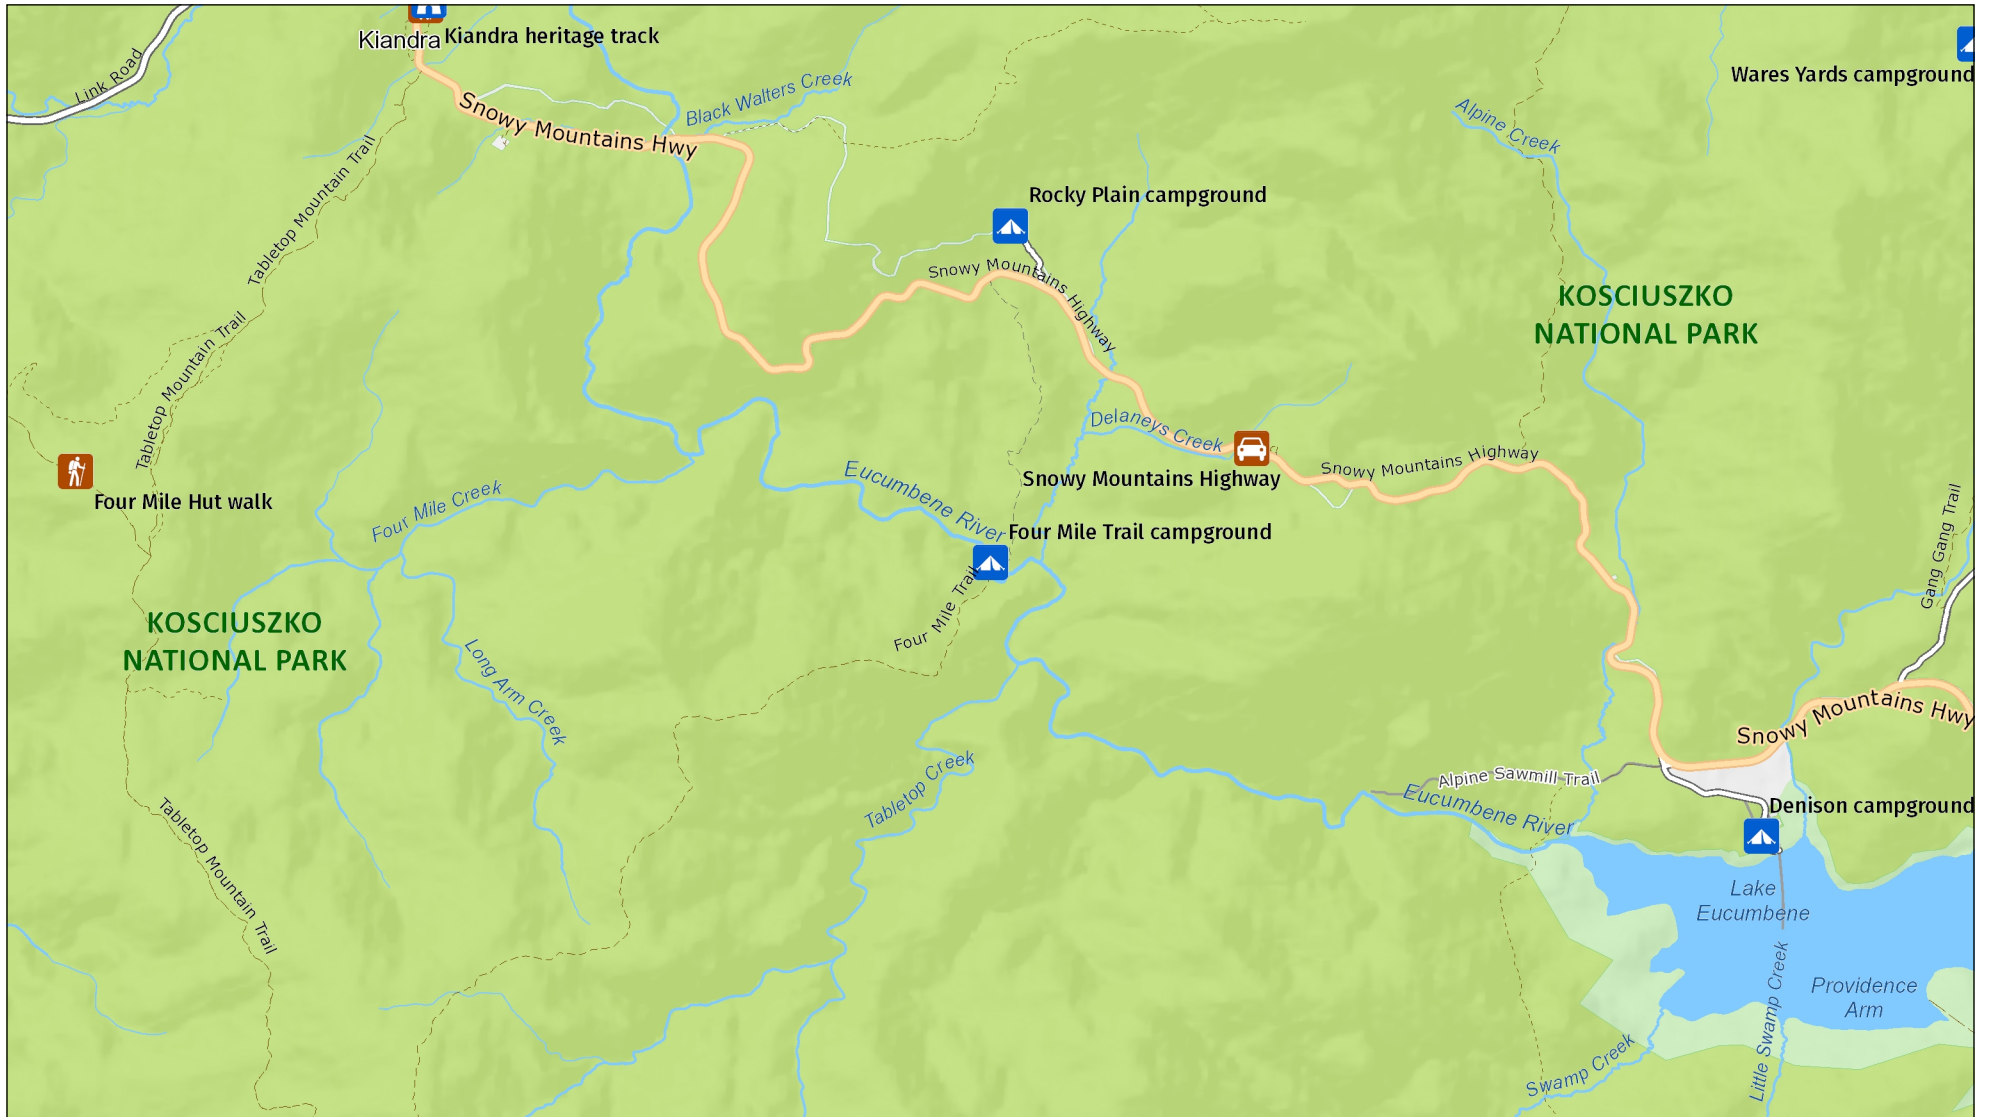 Kiandra
Kiandra heritage track
Link Road
Wares Yards campground
Snowy Mountains Hwy
Black Walters Creek
Alpine Creek
Tabletop Mountain Trail
Rocky Plain campground
Snowy Mountains Highway
KOSCIUSZKO
NATIONAL PARK
Tabletop Mountain Trail
Tabletop Mountain Trail
Delaneys Creek
Snowy Mountains Highway
Snowy Mountains Highway
Four Mile Hut walk
Four Mile Creek
Eucumbene River
Four Mile Trail campground
Gang Gang Trail
Four Mile Trail
KOSCIUSZKO
NATIONAL PARK
Long Arm Creek
Snowy Mountains Hwy
Tabletop Creek
Alpine Sawmill Trail
Eucumbene River
Denison campground
Tabletop Mountain Trail
Lake
Eucumbene
Providence
Arm
Little Swamp Creek
Swamp Creek